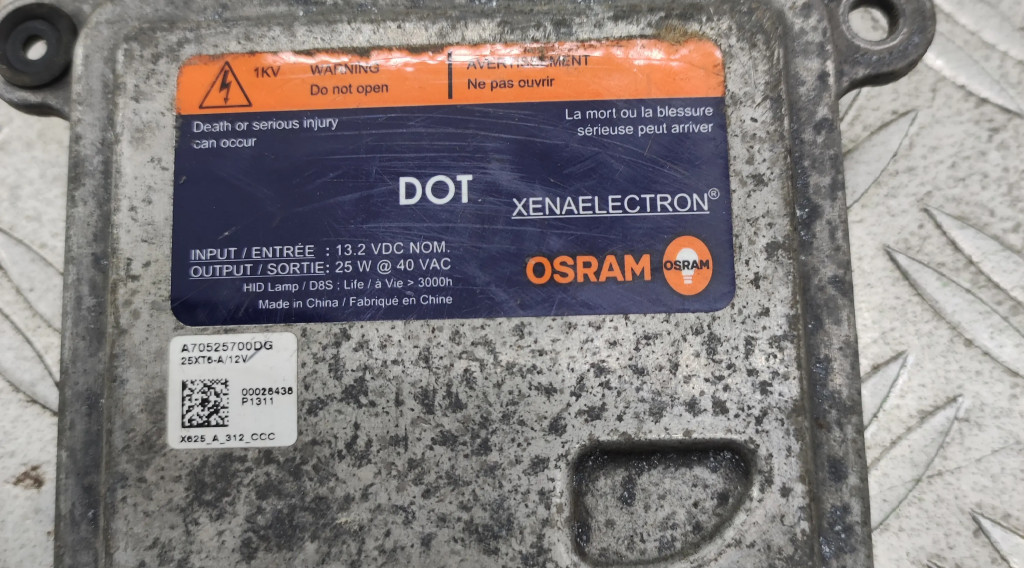 1KV
WARNING
Do not open
AVERTISSEMENT
Ne pas ouvrir
Death or serious injury
can occur
La mort ou la blessure
sérieuse peut arriver
DOT
XENAELECTRON®
INPUT / ENTRÉE : 13.2 VDC NOM.
OUTPUT / SORTIE: 25 W @ 40 VAC
HID Lamp / D8S ; Life / à Vie > 3000h
Made in China / Fabriqué en Chine
OSRAM
OSRAM
A70525700DG
25XT6-A/12V
00026438
P1311
X625_A_312_CCC